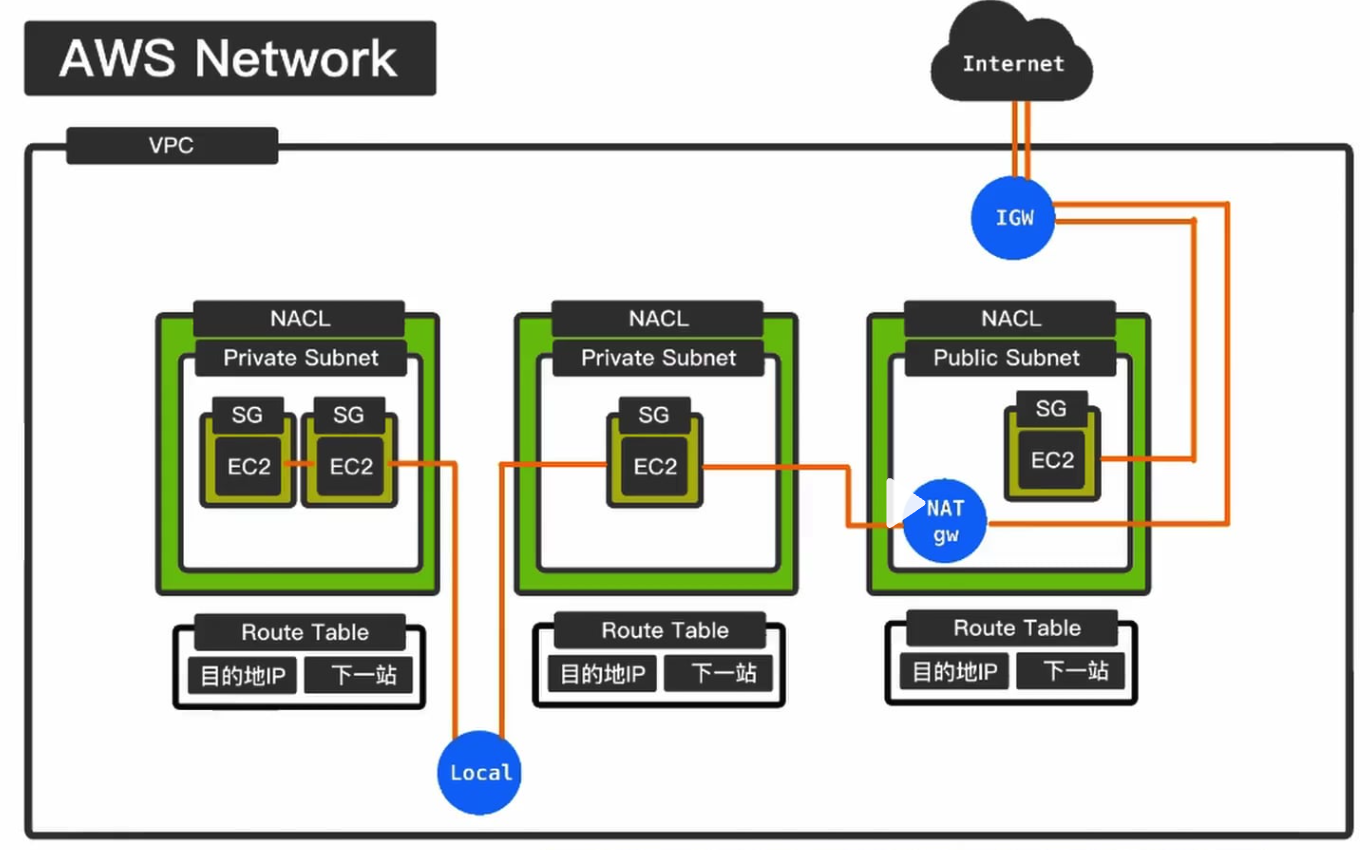 AWS Network
Internet
VPC
IGW
NACL
Private Subnet
SG
SG
EC2
EC2
Route Table
目的地IP
下一站
NACL
Private Subnet
SG
EC2
Route Table
目的地IP
下一站
NACL
Public Subnet
SG
EC2
NAT
gw
Route Table
目的地IP
下一站
Local